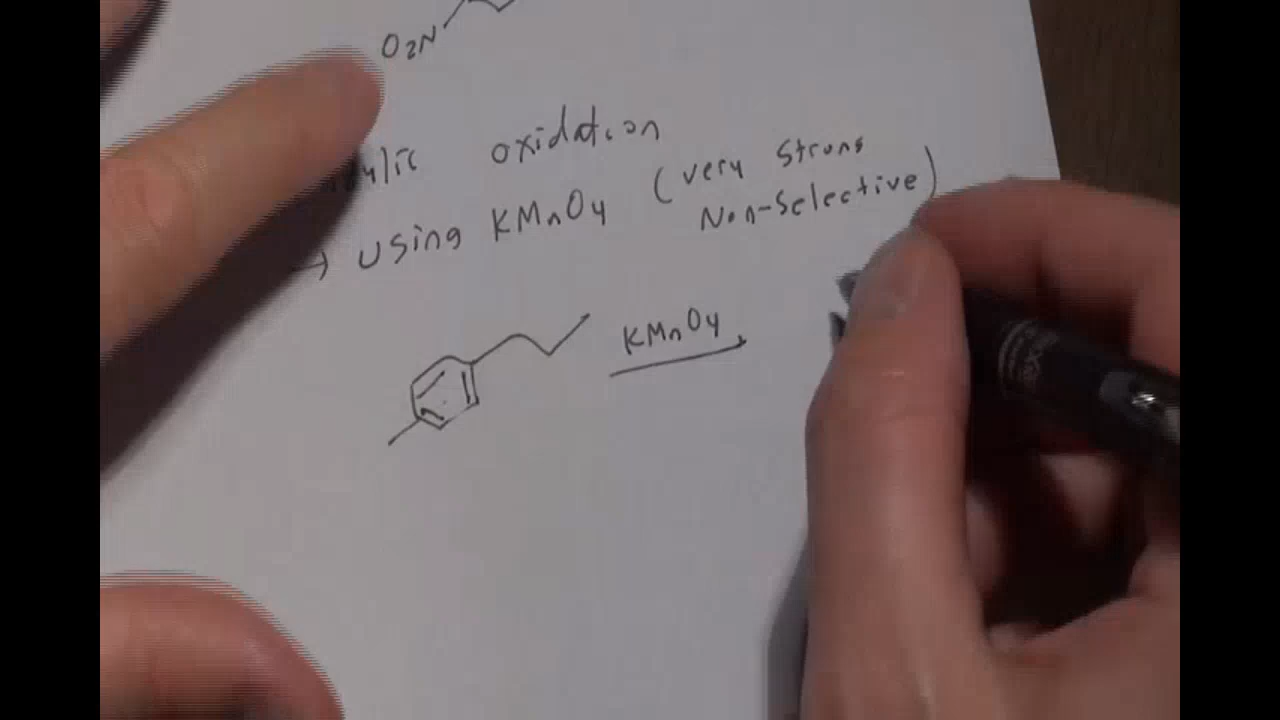 O2N
oxidation
→ using KMnO4 (very strong
Non-selective)
KMnO4